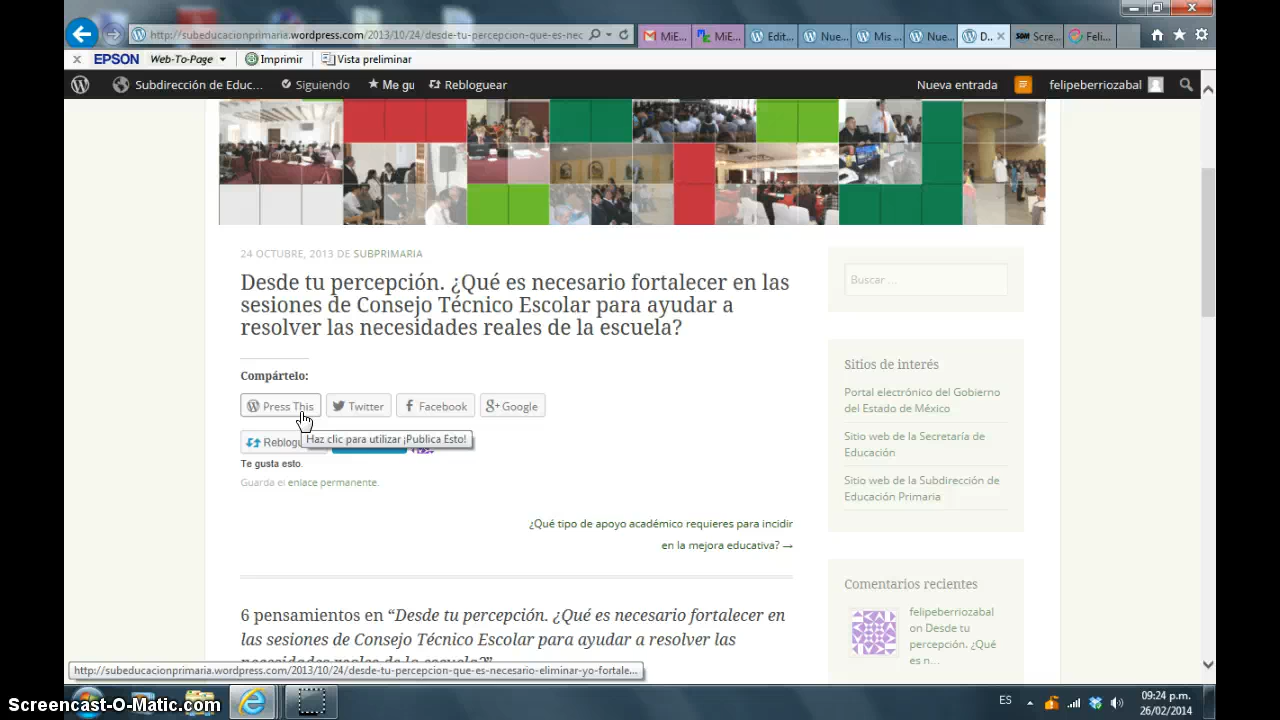 http://subeducacionprimaria.wordpress.com/2013/10/24/desde-tu-percepcion-que-es-nec
MiE...
MiE...
Edit...
Nue...
Mis ...
Nue...
D...
Scre...
Feli...
x EPSON Web-To-Page Imprimir Vista preliminar
Subdirección de Educ... Siguiendo Me gu Rebloguear Nueva entrada felipeberriozabal
24 OCTUBRE, 2013 DE SUBPRIMARIA
Desde tu percepción. ¿Qué es necesario fortalecer en las
sesiones de Consejo Técnico Escolar para ayudar a
resolver las necesidades reales de la escuela?
Compártelo:
Press This Twitter Facebook Google
Reblogu
Haz clic para utilizar ¡Publica Esto!
Te gusta esto.
Guarda el enlace permanente.
¿Qué tipo de apoyo académico requieres para incidir
en la mejora educativa? →
6 pensamientos en “Desde tu percepción. ¿Qué es necesario fortalecer en
las sesiones de Consejo Técnico Escolar para ayudar a resolver las
necesidades reales de la escuela?”
Buscar ...
Sitios de interés
Portal electrónico del Gobierno
del Estado de México
Sitio web de la Secretaría de
Educación
Sitio web de la Subdirección de
Educación Primaria
Comentarios recientes
felipeberriozabal
on Desde tu
percepción. ¿Qué
es n...
http://subeducacionprimaria.wordpress.com/2013/10/24/desde-tu-percepcion-que-es-necesario-eliminar-yo-fortale...
ES
09:24 p.m.
26/02/2014
Screencast-O-Matic.com